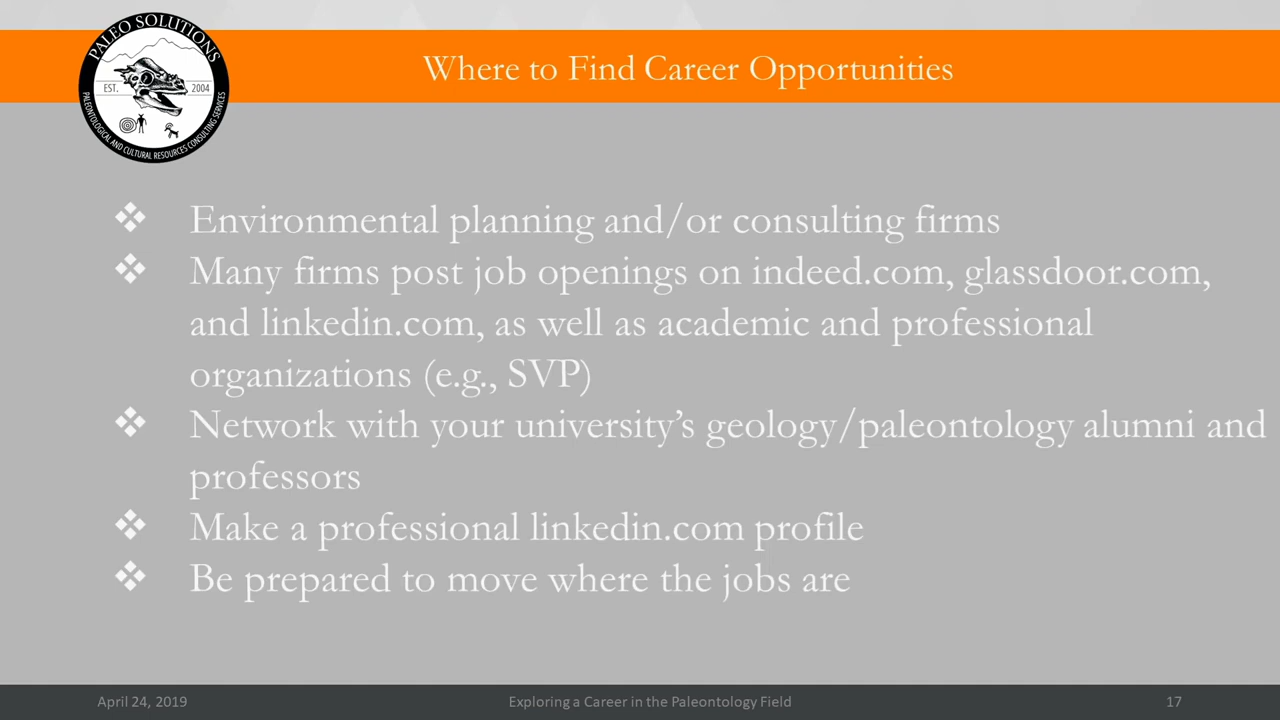 PALEO SOLUTIONS
EST. 2004
PALEONTOLOGICAL AND CULTURAL RESOURCES CONSULTING SERVICES
Where to Find Career Opportunities
❖ Environmental planning and/or consulting firms
❖ Many firms post job openings on indeed.com, glassdoor.com,
and linkedin.com, as well as academic and professional
organizations (e.g., SVP)
❖ Network with your university’s geology/paleontology alumni and
professors
❖ Make a professional linkedin.com profile
❖ Be prepared to move where the jobs are
April 24, 2019 Exploring a Career in the Paleontology Field 17